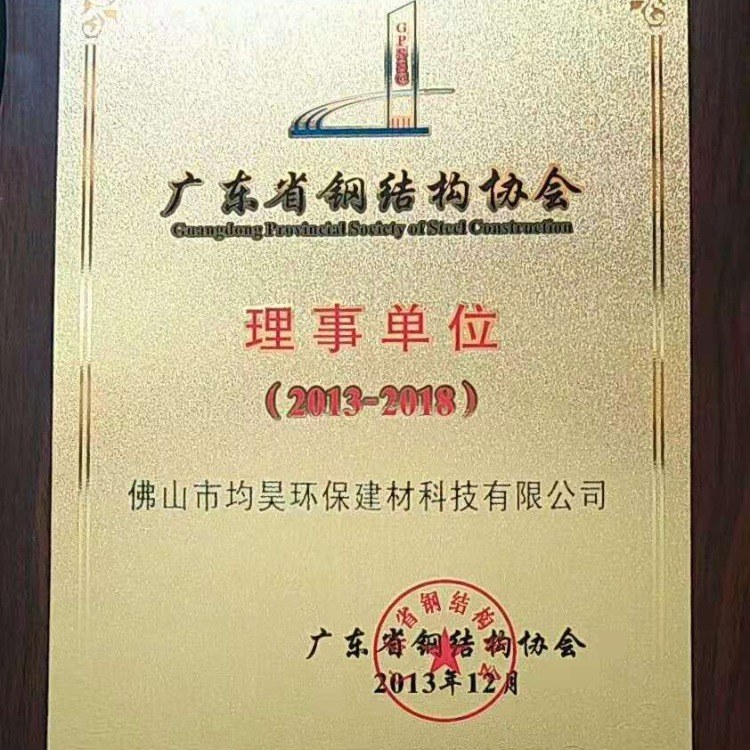 广东省钢结构协会
Guangdong Provincial Society of Steel Construction
理事单位
（2013-2018）
佛山市均昊环保建材科技有限公司
广东省钢结构协会
2013年12月